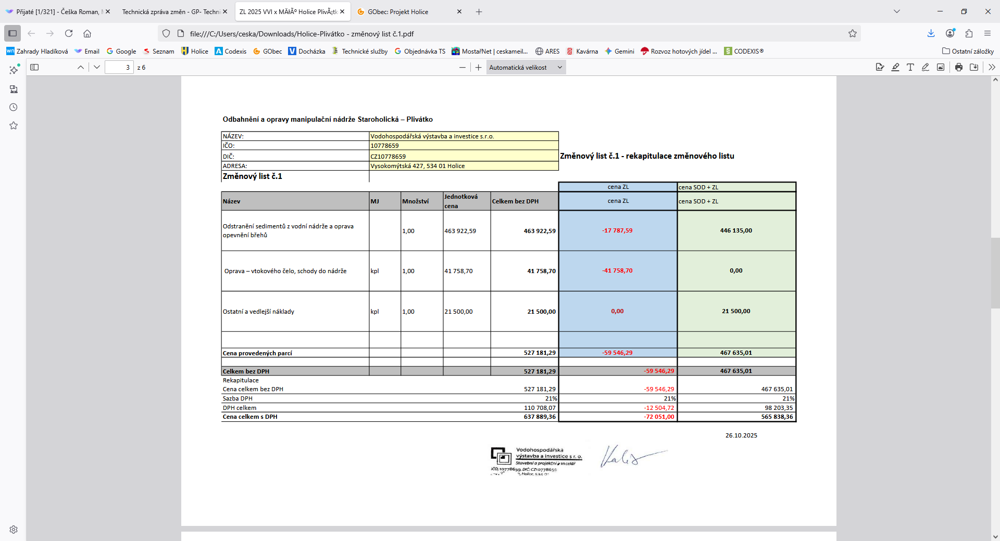 Přijaté [1/321] - Češka Roman, M
Technická zpráva změn - GP- Techni
ZL 2025 VVI x MÄłÃº Holice PlivÃ¡tk
GObec: Projekt Holice
file:///C:/Users/ceska/Downloads/Holice-Plivátko - změnový list č.1.pdf
Zahrady Hladíková Email Google Seznam Holice Codexis GObec Docházka Technické služby Objednávka TS MostařNet | ceskameil... ARES Kavárna Gemini Rozvoz hotových jídel ... CODEXIS® Ostatní záložky
3 z 6 Automatická velikost
Odbahnění a opravy manipulační nádrže Staroholická – Plivátko
NÁZEV: Vodohospodářská výstavba a investice s.r.o.
IČO: 10778659
DIČ: CZ10778659
Změnový list č.1 - rekapitulace změnového listu
ADRESA: Vysokomýtská 427, 534 01 Holice
Změnový list č.1
cena ZL cena SOD + ZL
Název MJ Množství Jednotková cena Celkem bez DPH cena ZL cena SOD + ZL
Odstranění sedimentů z vodní nádrže a oprava
opevnění břehů
1,00 463 922,59 463 922,59 -17 787,59 446 135,00
Oprava – vtokového čelo, schody do nádrže kpl 1,00 41 758,70 41 758,70 -41 758,70 0,00
Ostatní a vedlejší náklady kpl 1,00 21 500,00 21 500,00 0,00 21 500,00
Cena provedených parcí 527 181,29 -59 546,29 467 635,01
Celkem bez DPH 527 181,29 -59 546,29 467 635,01
Rekapitulace
Cena celkem bez DPH 527 181,29 -59 546,29 467 635,01
Sazba DPH 21% 21% 21%
DPH celkem 110 708,07 -12 504,72 98 203,35
Cena celkem s DPH 637 889,36 -72 051,00 565 838,36
26.10.2025
Vodohospodářská
výstavba a investice s r. o.
Stavební a projekční
IČO: 10778659, DIČ: CZ10778659
Holice, 534 01